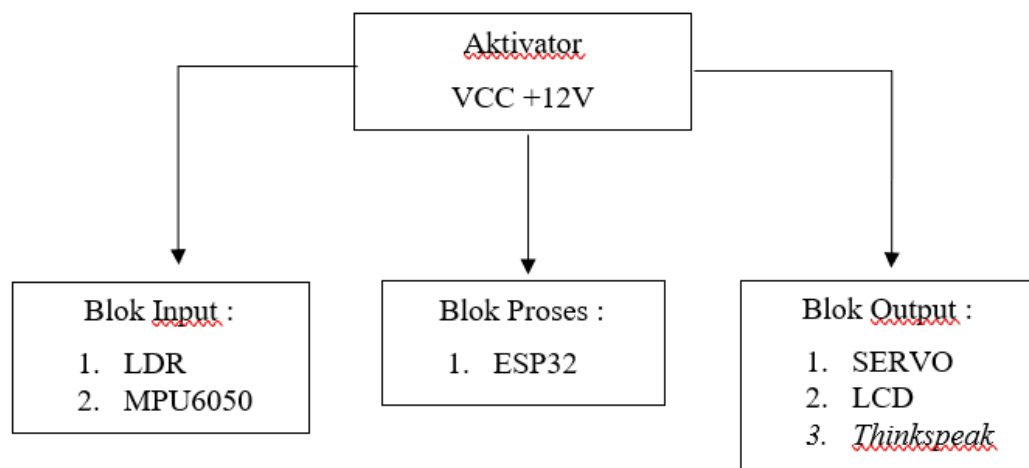 Aktivator
VCC +12V
Blok Input :
1. LDR
2. MPU6050
Blok Proses :
1. ESP32
Blok Output :
1. SERVO
2. LCD
3. Thinkspeak